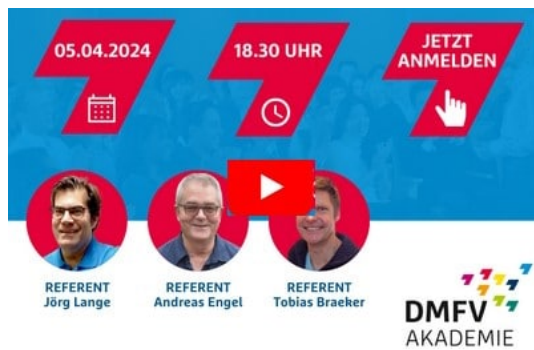 05.04.2024
18.30 UHR
JETZT
ANMELDEN
REFERENT
Jörg Lange
REFERENT
Andreas Engel
REFERENT
Tobias Braeker
DMFV
AKADEMIE